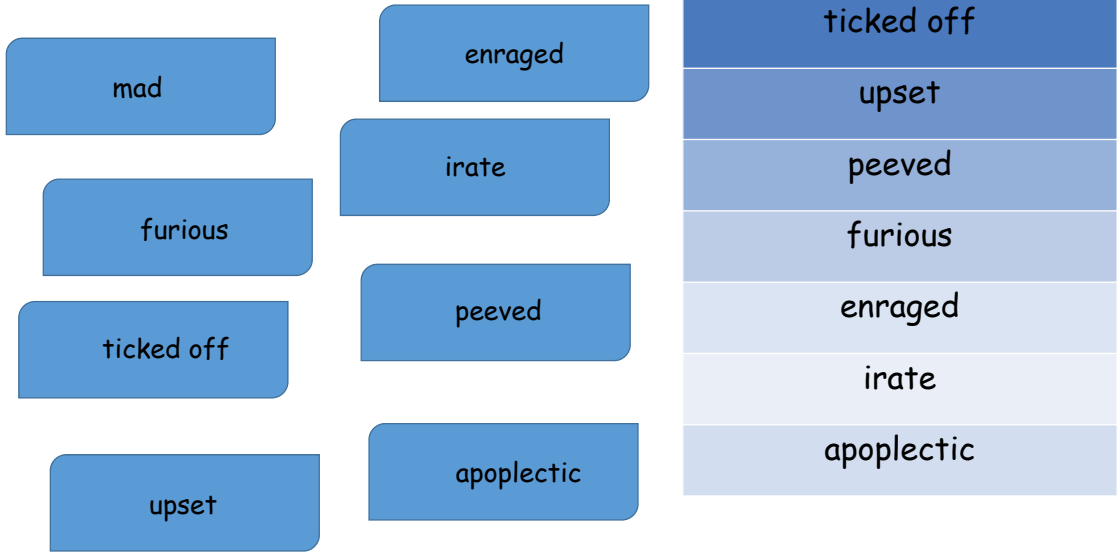 mad
furious
ticked off
upset
enraged
irate
peeved
apoplectic
ticked off
upset
peeved
furious
enraged
irate
apoplectic